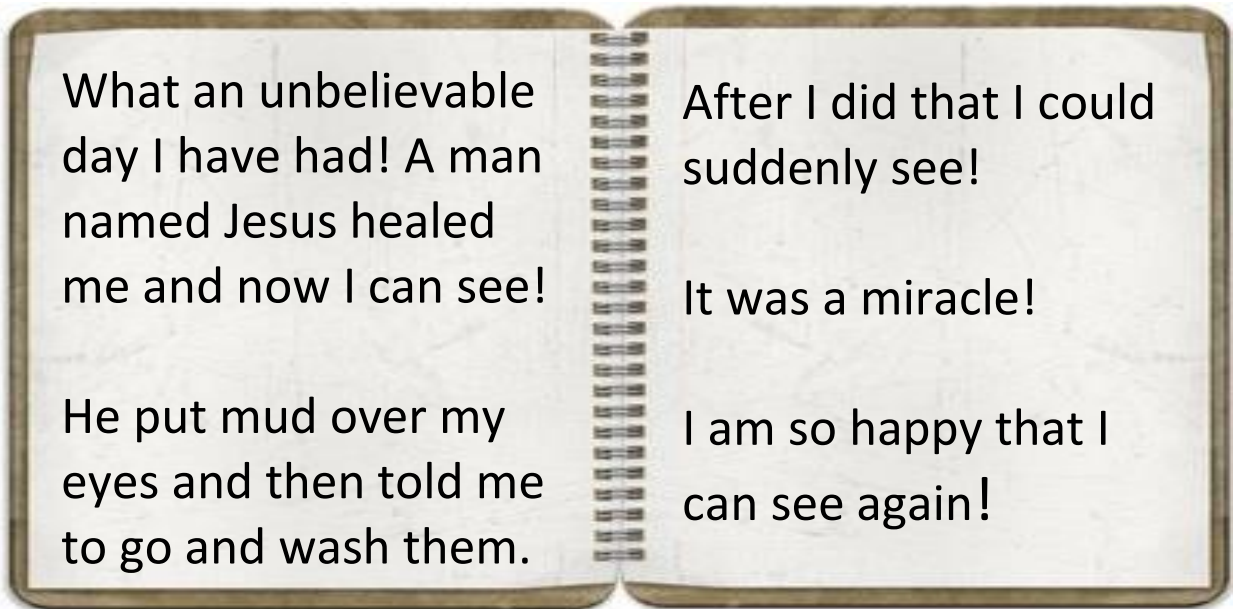 What an unbelievable
day I have had! A man
named Jesus healed
me and now I can see!
He put mud over my
eyes and then told me
to go and wash them.
After I did that I could
suddenly see!
It was a miracle!
I am so happy that I
can see again!